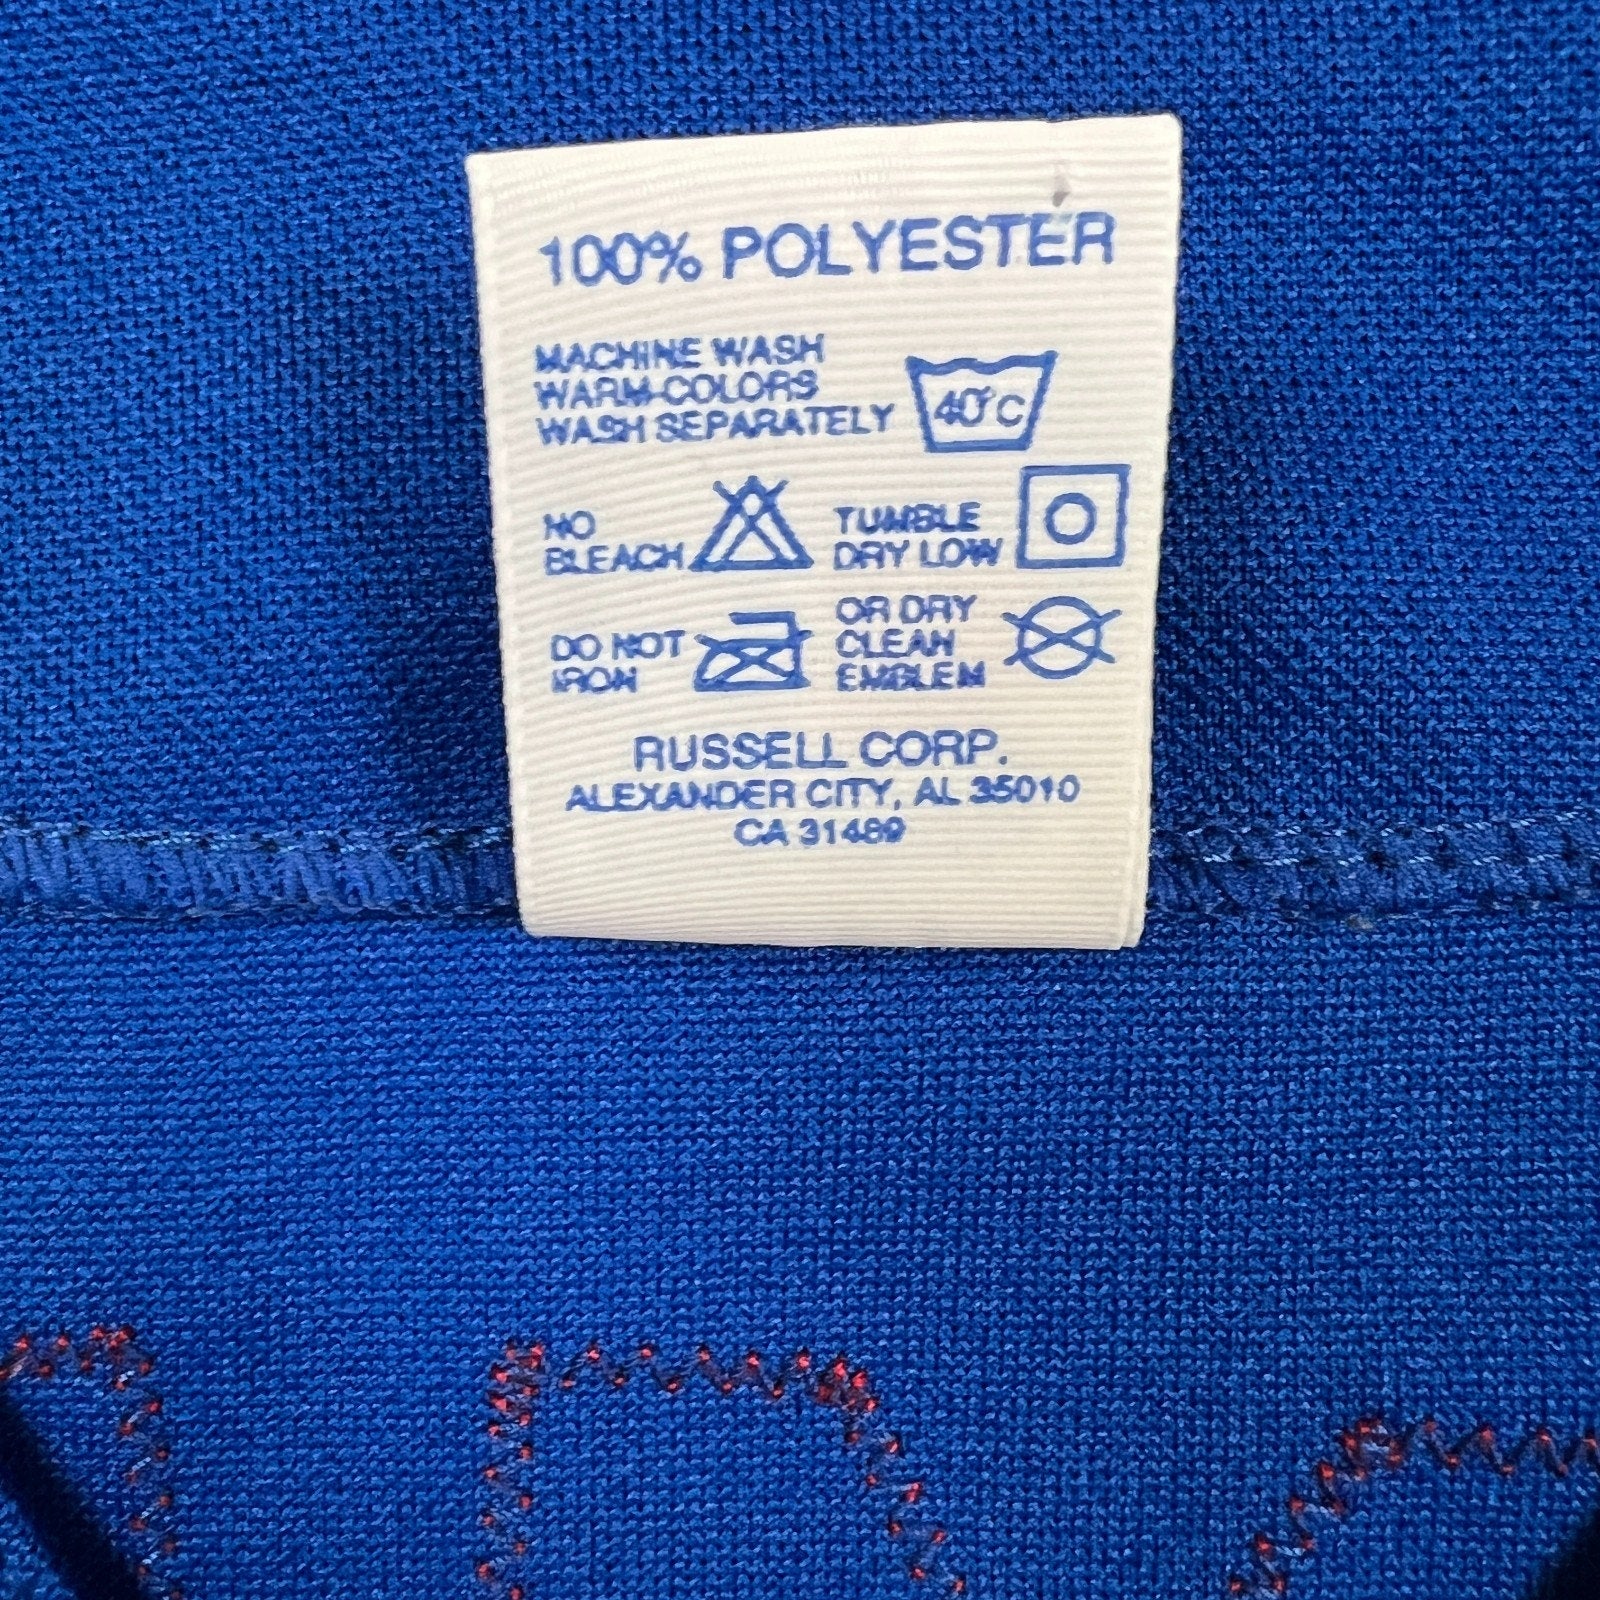 100% POLYESTER
MACHINE WASH
WARM-COLORS
WASH SEPARATELY
40°C
NO
BLEACH
TUMBLE
DRY LOW
DO NOT
IRON
OR DRY
CLEAN
EMBLEM
RUSSELL CORP.
ALEXANDER CITY, AL 35010
CA 31489